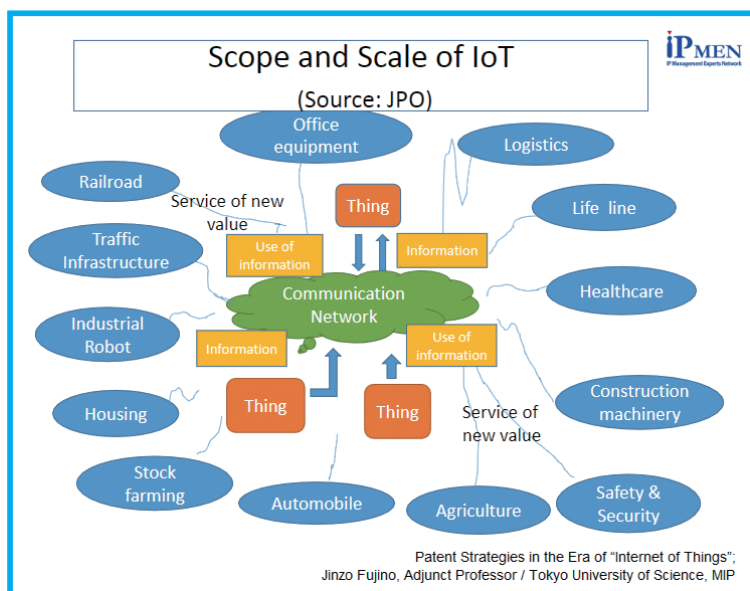 Scope and Scale of IoT
(Source: JPO)
iPMEN
IP Management Experts Network
Office
equipment
Logistics
Railroad
Service of new
value
Thing
Life line
Traffic
Infrastructure
Use of
information
Information
Communication
Network
Healthcare
Industrial
Robot
Information
Use of
information
Housing
Thing
Thing
Service of
new value
Construction
machinery
Stock
farming
Automobile
Agriculture
Safety &
Security
Patent Strategies in the Era of “Internet of Things”;
Jinzo Fujino, Adjunct Professor / Tokyo University of Science, MIP